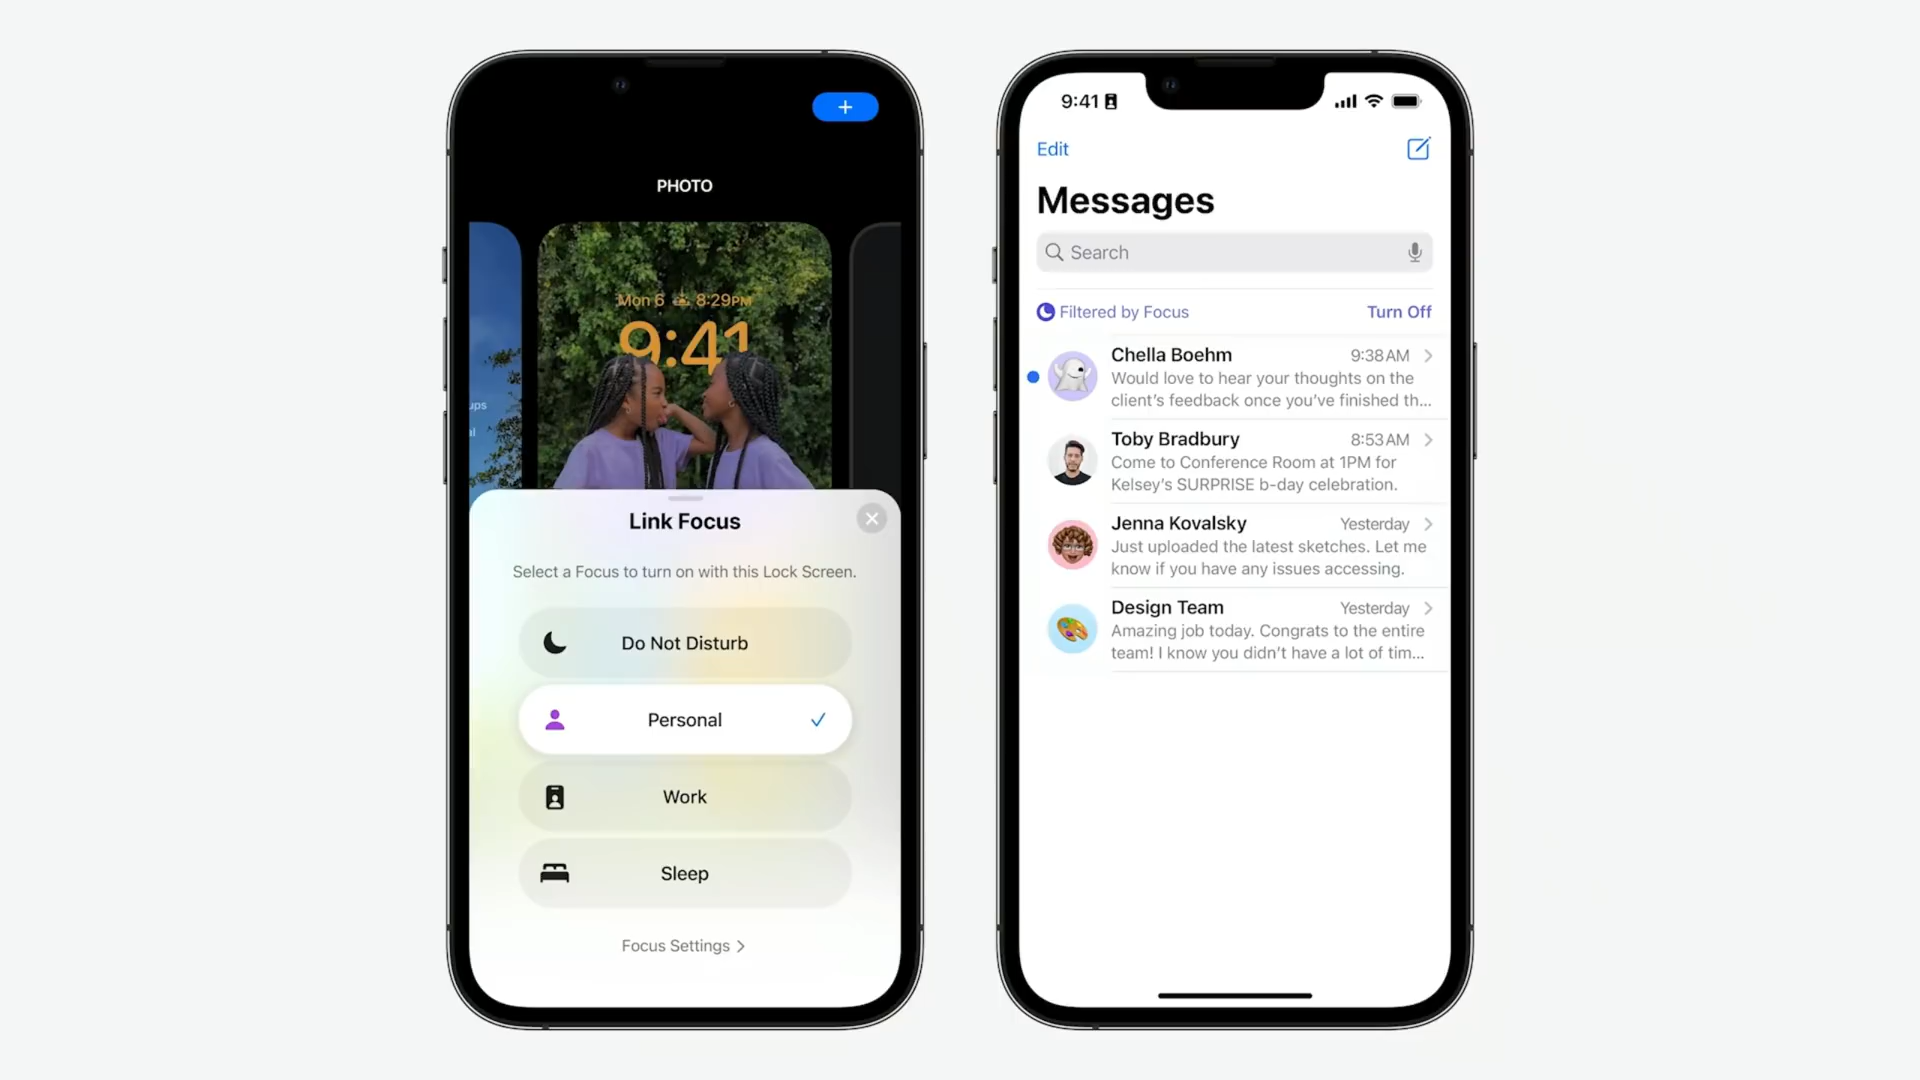 PHOTO
ups
al
Mon 6 8:29PM
9:41
Link Focus
Select a Focus to turn on with this Lock Screen.
Do Not Disturb
Personal
Work
Sleep
Focus Settings
9:41
Edit
Messages
Search
Filtered by Focus Turn Off
Chella Boehm 9:38 AM
Would love to hear your thoughts on the
client's feedback once you've finished th...
Toby Bradbury 8:53 AM
Come to Conference Room at 1PM for
Kelsey's SURPRISE b-day celebration.
Jenna Kovalsky Yesterday
Just uploaded the latest sketches. Let me
know if you have any issues accessing.
Design Team Yesterday
Amazing job today. Congrats to the entire
team! I know you didn't have a lot of tim...